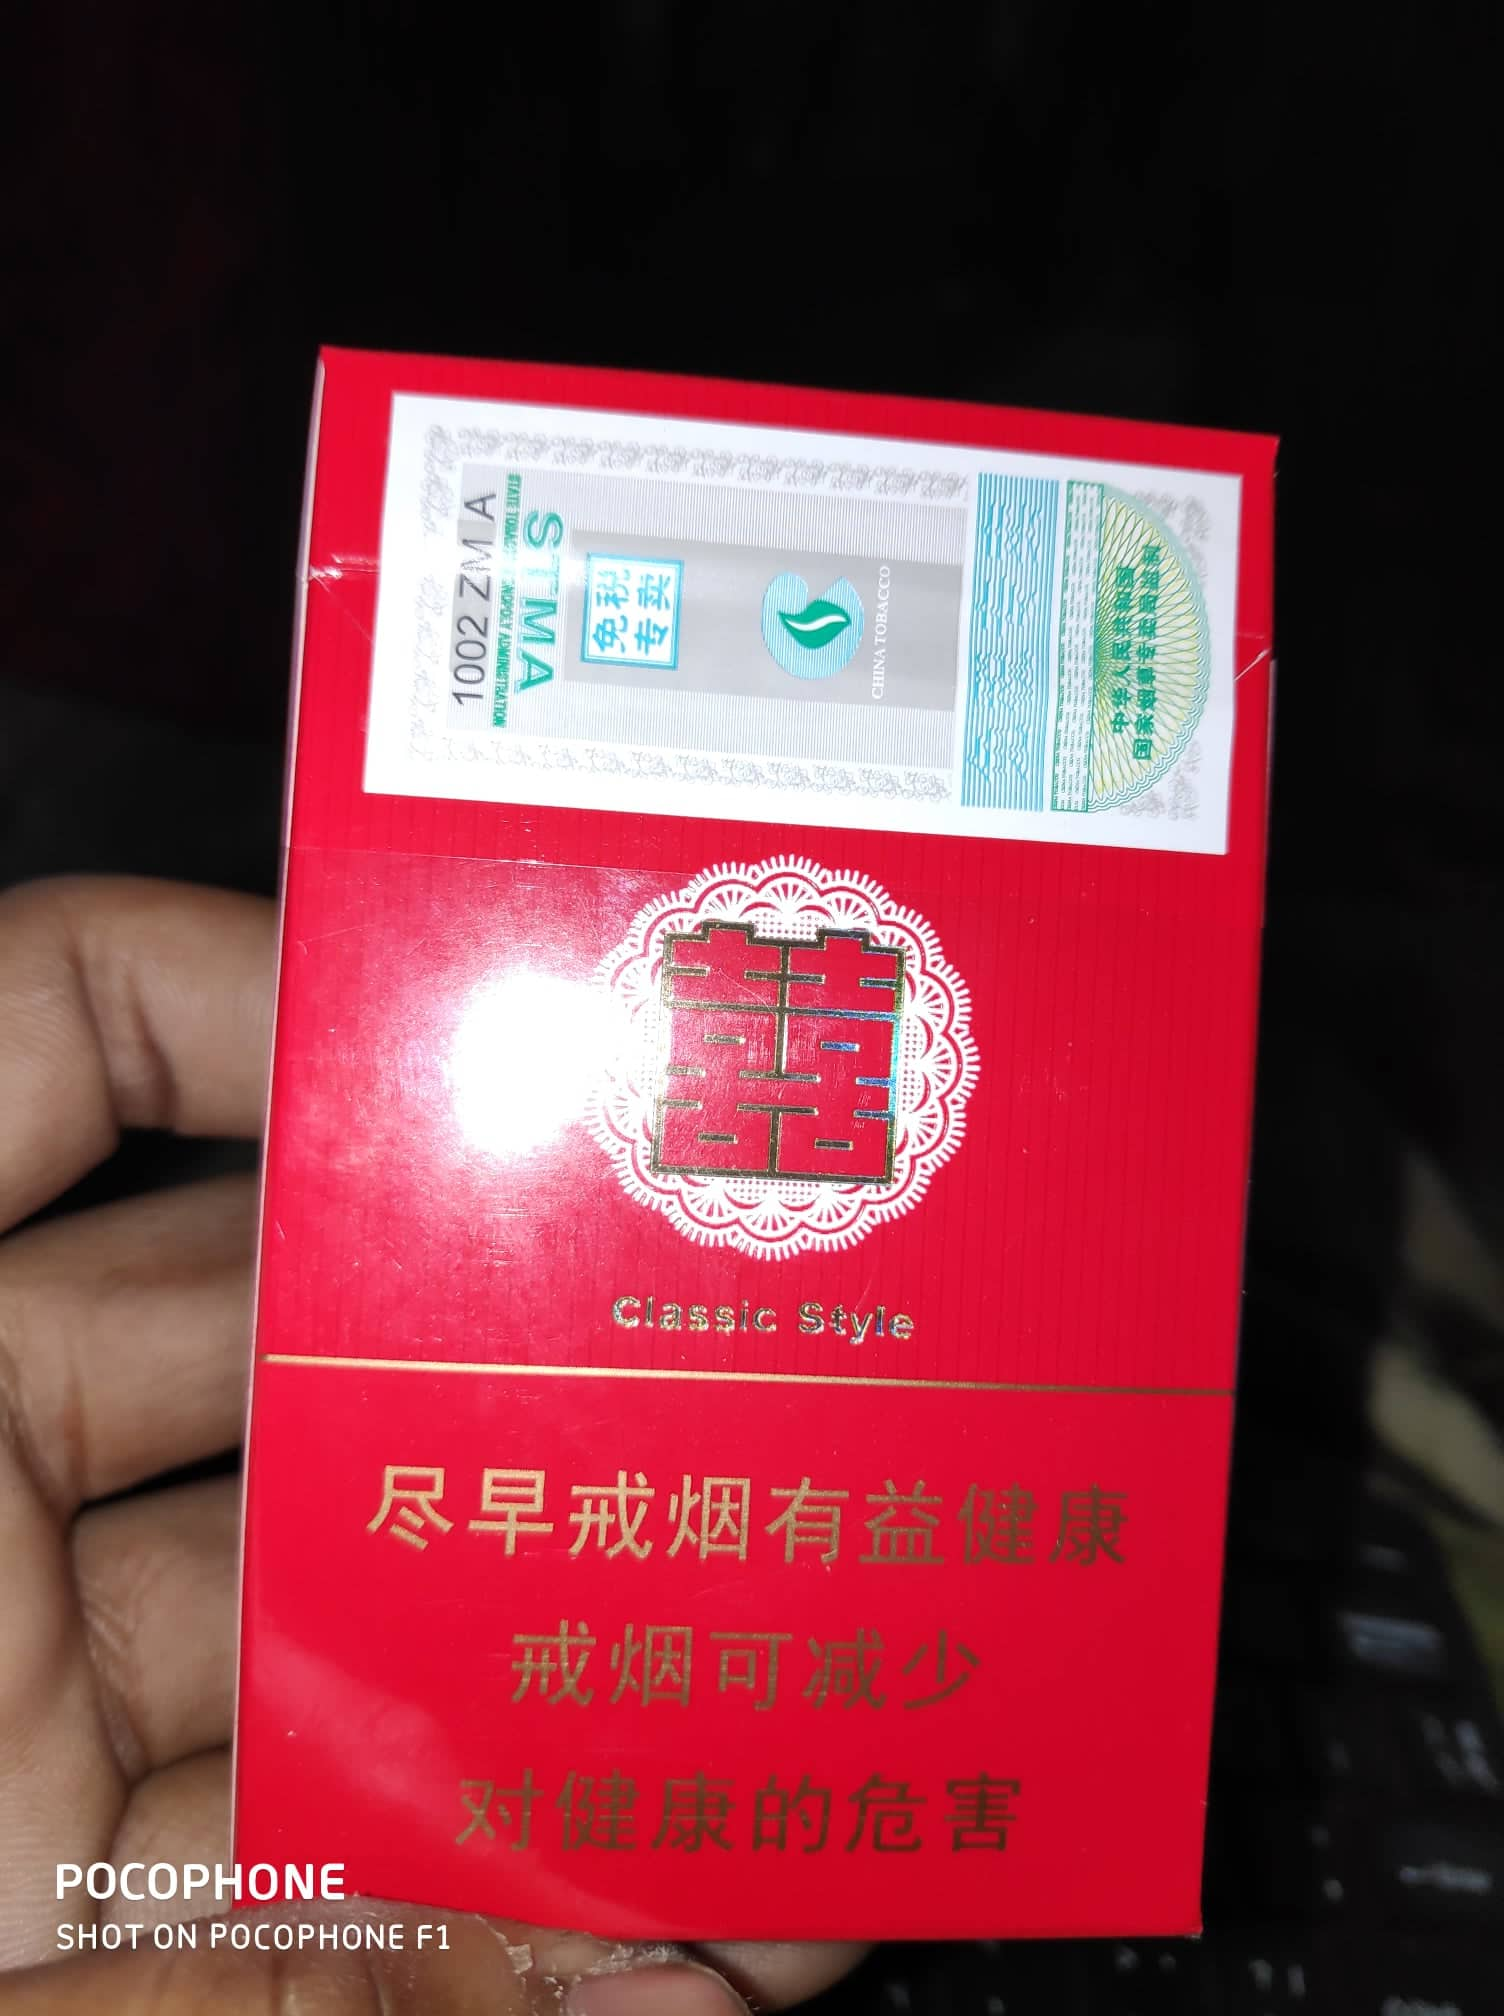 1002 ZM A
STATE TOBACCO MONOPOLY ADMINISTRATION
STMA
免税
专卖
CHINA TOBACCO
中华人民共和国
国家烟草专卖局监制
囍
Classic Style
尽早戒烟有益健康
戒烟可减少
对健康的危害
POCOPHONE
SHOT ON POCOPHONE F1